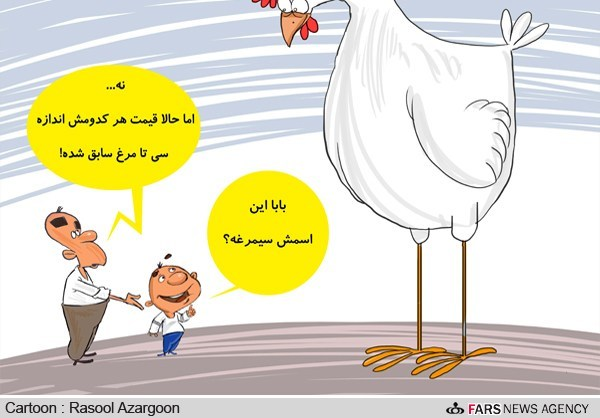 بابا این
اسمش سیمرغه؟
نه...
اما حالا قیمت هر کدومش اندازه
سی تا مرغ سابق شده!
Cartoon : Rasool Azargoon
FARS NEWS AGENCY